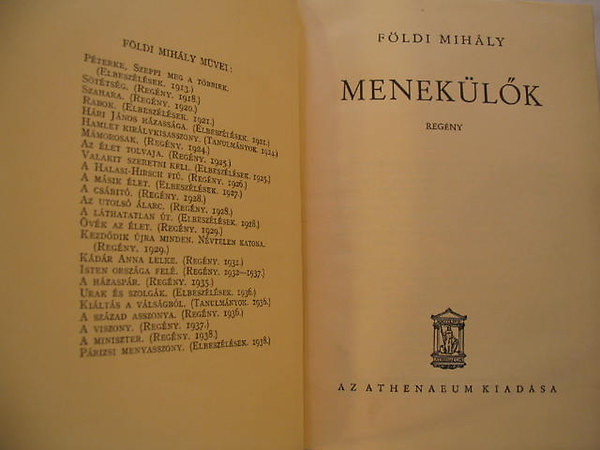 FÖLDI MIHÁLY MŰVEI:
PÉTERKE, SZEPPI MEG A TÖBBIEK.
(ELBESZÉLÉSEK. 1913.)
SÖTÉTSÉG. (REGÉNY. 1918.)
SZAHARA. (REGÉNY. 1920.)
RABOK. (ELBESZÉLÉSEK. 1921.)
HÁRI JÁNOS HÁZASSÁGA. (ELBESZÉLÉSEK. 1921.)
HAMLET KIRÁLYKISASSZONY. (TANULMÁNYOK. 1924.)
MÁMOROSAK. (REGÉNY. 1924.)
AZ ÉLET TOLVAJA. (REGÉNY. 1925.)
VALAKIT SZERETNI KELL. (ELBESZÉLÉSEK. 1925.)
A HALASI-HIRSCH FIÚ. (REGÉNY. 1926.)
A MÁSIK ÉLET. (ELBESZÉLÉSEK. 1927.)
A CSÁBITÓ. (REGÉNY. 1928.)
AZ UTOLSÓ ÁLARC. (REGÉNY. 1928.)
A LÁTHATATLAN ÚT. (ELBESZÉLÉSEK. 1928.)
ÖVÉK AZ ÉLET. (REGÉNY. 1929.)
KEZDŐDIK ÚJRA MINDEN. NÉVTELEN KATONA.
(REGÉNY. 1929.)
KÁDÁR ANNA LELKE. (REGÉNY. 1931.)
ISTEN ORSZÁGA FELÉ. (REGÉNY. 1932—1937.)
A HÁZASPÁR. (REGÉNY. 1935.)
URAK ÉS SZOLGÁK. (ELBESZÉLÉSEK. 1936.)
KIÁLTÁS A VÁLSÁGBÓL. (TANULMÁNYOK. 1936.)
A SZÁZAD ASSZONYA. (REGÉNY. 1936.)
A VISZONY. (REGÉNY. 1937.)
A MINISZTER. (REGÉNY. 1938.)
PÁRIZSI MENYASSZONY. (ELBESZÉLÉSEK. 1938.)
FÖLDI MIHÁLY
MENEKÜLŐK
REGÉNY
AZ ATHENAEUM KIADÁSA